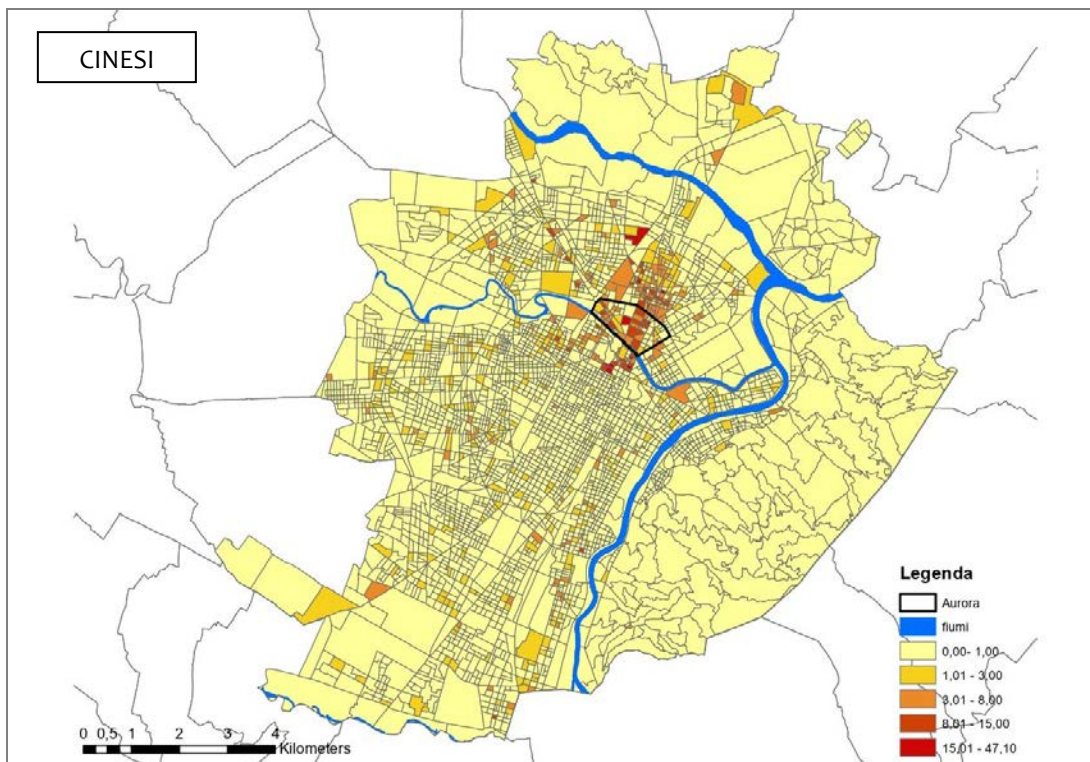 CINESI
Legenda
Aurora
fiumi
0,00- 1,00
1,01 - 3,00
3,01 - 8,00
8,01 - 15,00
15,01 - 47,10
0 0,5 1 2 3 4
Kilometers